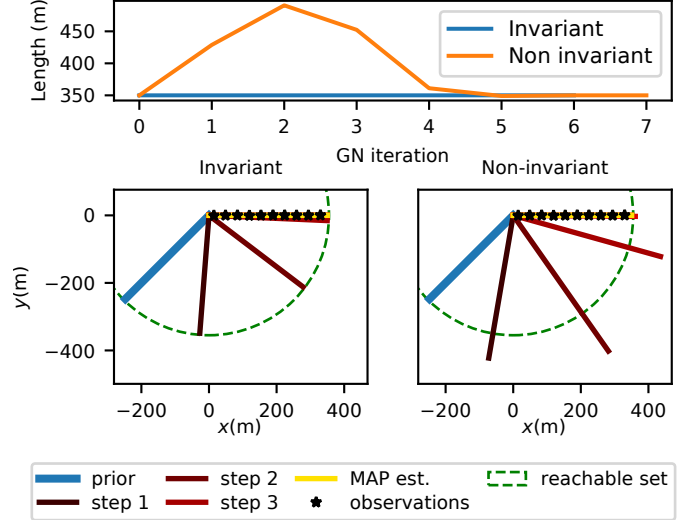 Length (m)
450
400
350
Invariant
Non invariant
0 1 2 3 4 5 6 7
GN iteration
Invariant
Non-invariant
y(m)
0
−200
−400
−200 0 200 400
−200 0 200 400
x(m)
x(m)
prior
step 2
MAP est.
reachable set
step 1
step 3
observations